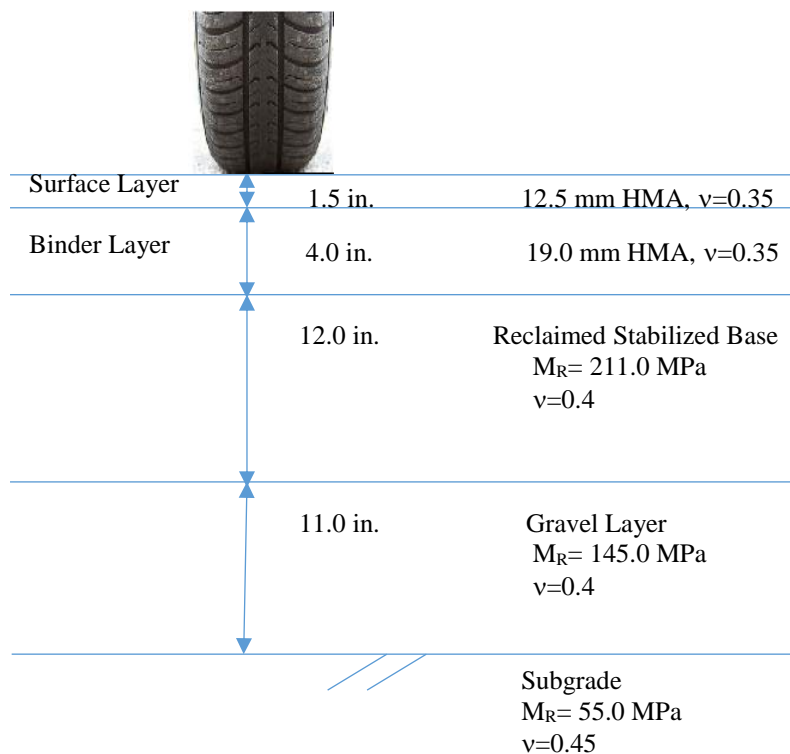 Surface Layer 1.5 in. 12.5 mm HMA, ν=0.35
Binder Layer 4.0 in. 19.0 mm HMA, ν=0.35
12.0 in. Reclaimed Stabilized Base
MR= 211.0 MPa
ν=0.4
11.0 in. Gravel Layer
MR= 145.0 MPa
ν=0.4
Subgrade
MR= 55.0 MPa
ν=0.45